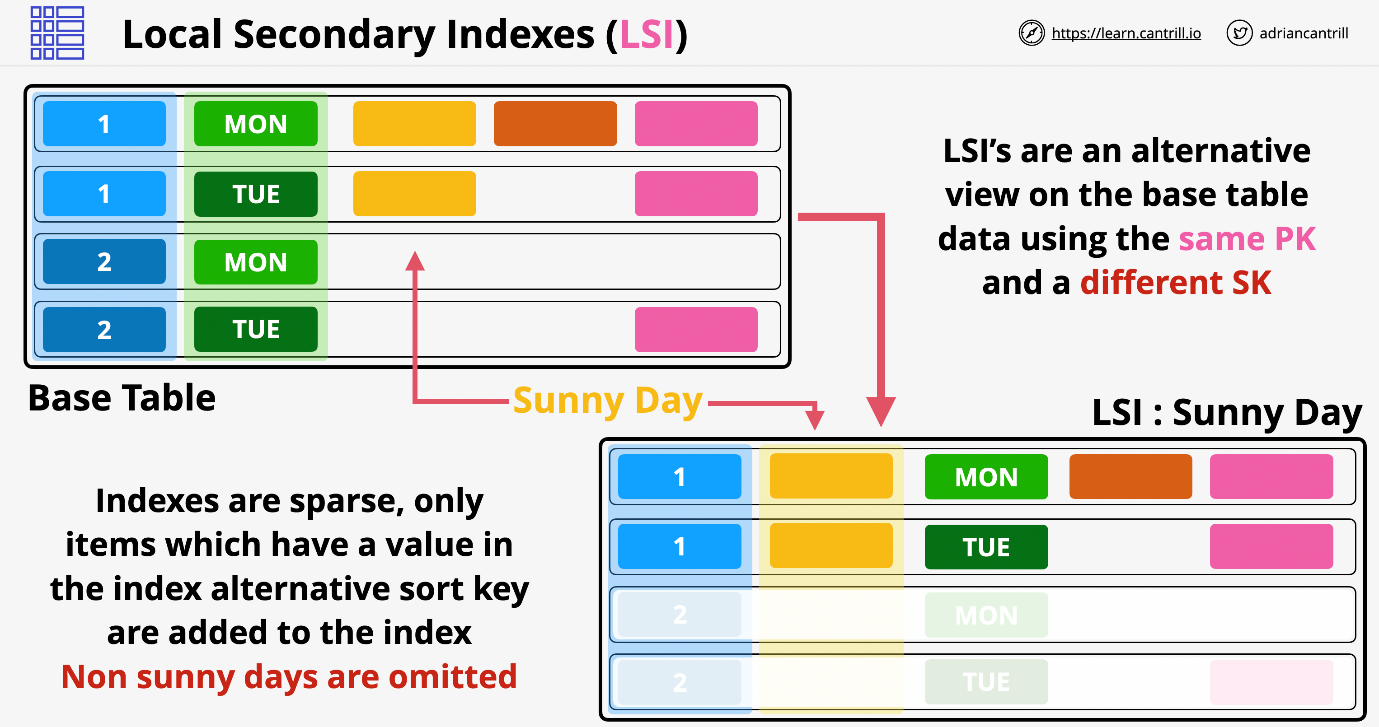 Local Secondary Indexes (LSI)
https://learn.cantrill.io
adriancantrill
1 MON
1 TUE
2 MON
2 TUE
Base Table
LSI's are an alternative
view on the base table
data using the same PK
and a different SK
Sunny Day
LSI : Sunny Day
Indexes are sparse, only
items which have a value in
the index alternative sort key
are added to the index
Non sunny days are omitted
1 MON
1 TUE
2 MON
2 TUE